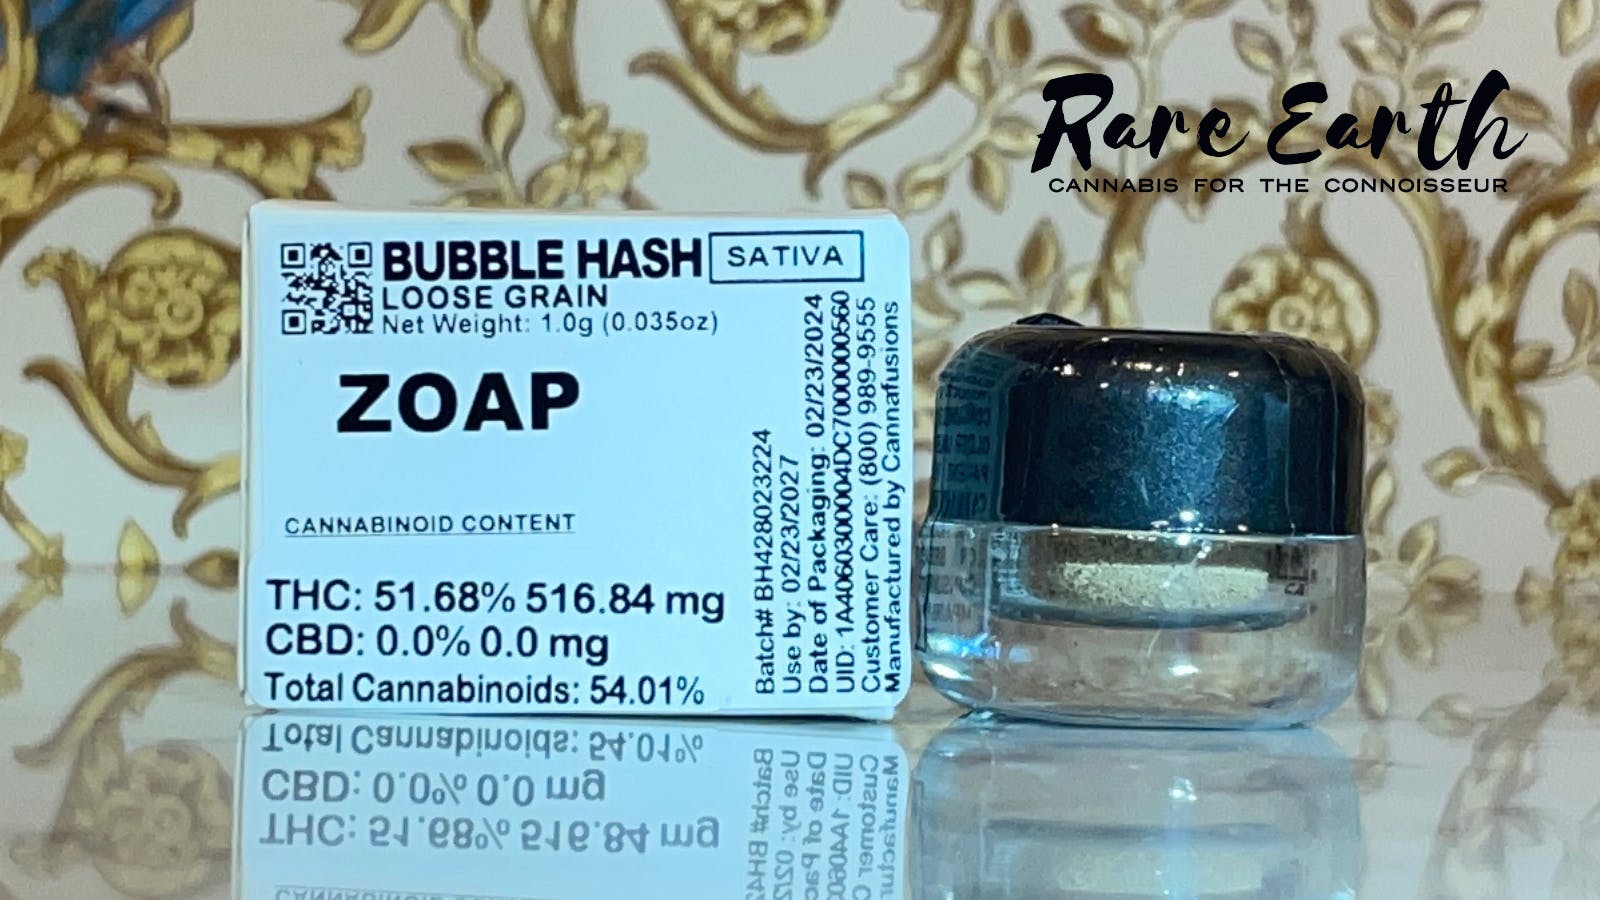 Rare Earth
CANNABIS FOR THE CONNOISSEUR
BUBBLE HASH
SATIVA
LOOSE GRAIN
Net Weight: 1.0g (0.035oz)
ZOAP
CANNABINOID CONTENT
THC: 51.68% 516.84 mg
CBD: 0.0% 0.0 mg
Total Cannabinoids: 54.01%
Batch# BH428023224
Use by: 02/23/2027
Date of Packaging: 02/23/2024
UID: 1A4060300004DC7000000560
Customer Care: (800) 989-9555
Manufactured by Cannafusions